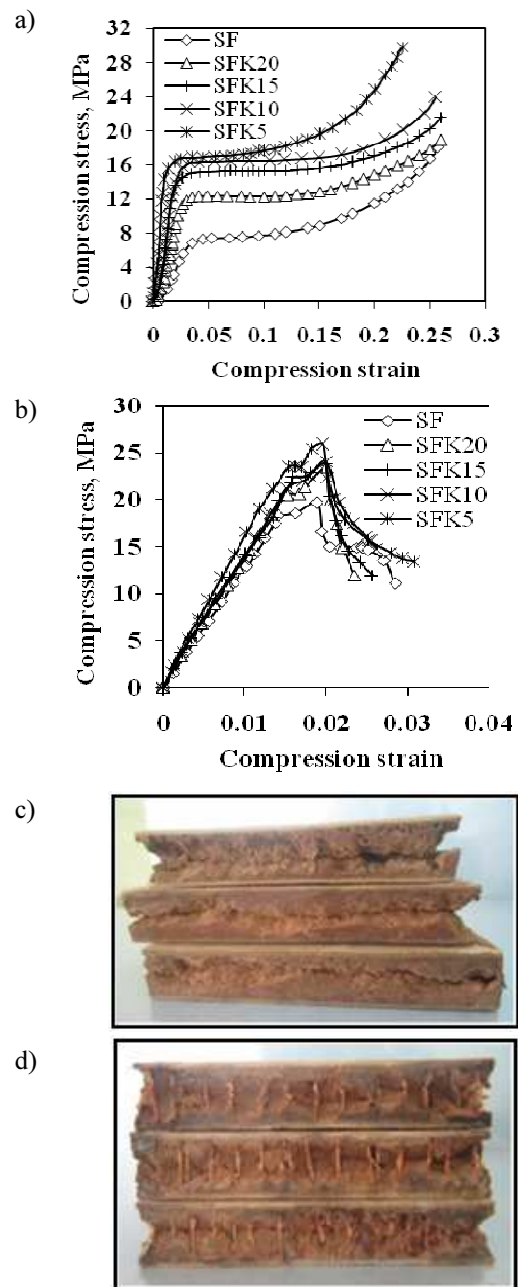 a)
Compression stress, MPa
32
28
24
20
16
12
8
4
0
SF
SFK20
SFK15
SFK10
SFK5
0
0.05
0.1
0.15
0.2
0.25
0.3
Compression strain
b)
Compression stress, MPa
30
25
20
15
10
5
0
SF
SFK20
SFK15
SFK10
SFK5
0
0.01
0.02
0.03
0.04
Compression strain
c)
d)